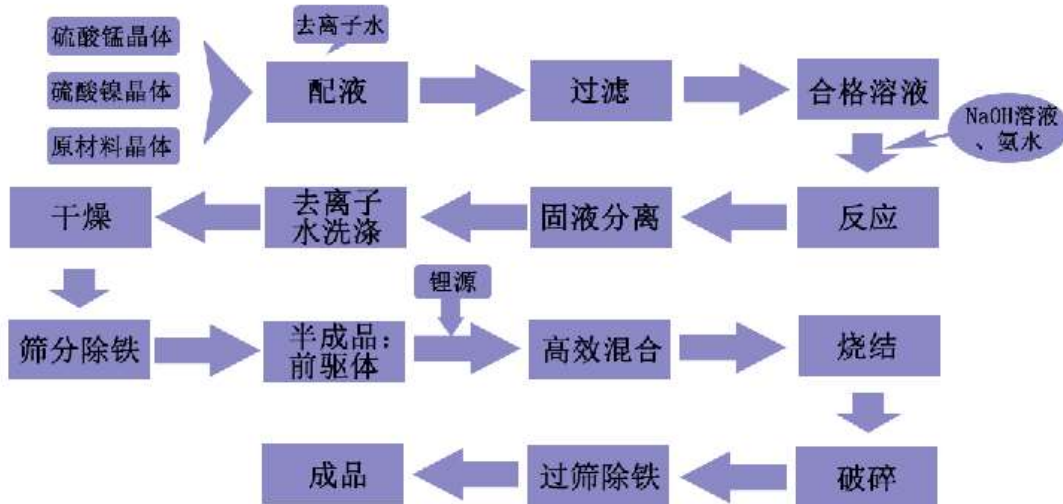 硫酸锰晶体
硫酸镍晶体
原材料晶体
去离子水
配液
过滤
合格溶液
NaOH溶液
、氨水
反应
固液分离
去离子
水洗涤
干燥
筛分除铁
半成品：
前驱体
锂源
高效混合
烧结
破碎
过筛除铁
成品